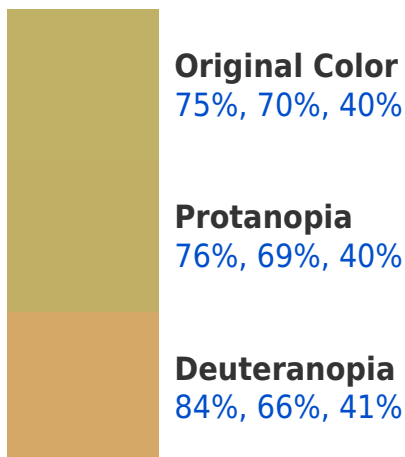 Original Color
75%, 70%, 40%
Protanopia
76%, 69%, 40%
Deuteranopia
84%, 66%, 41%